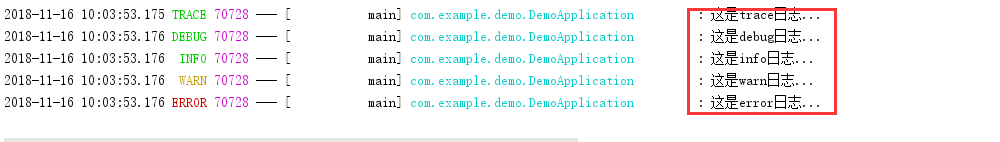 2018-11-16 10:03:53.175 TRACE 70728 --- [           main] com.example.demo.DemoApplication         : 这是trace日志...
2018-11-16 10:03:53.176 DEBUG 70728 --- [           main] com.example.demo.DemoApplication         : 这是debug日志...
2018-11-16 10:03:53.176  INFO 70728 --- [           main] com.example.demo.DemoApplication         : 这是info日志...
2018-11-16 10:03:53.176  WARN 70728 --- [           main] com.example.demo.DemoApplication         : 这是warn日志...
2018-11-16 10:03:53.176 ERROR 70728 --- [           main] com.example.demo.DemoApplication         : 这是error日志...